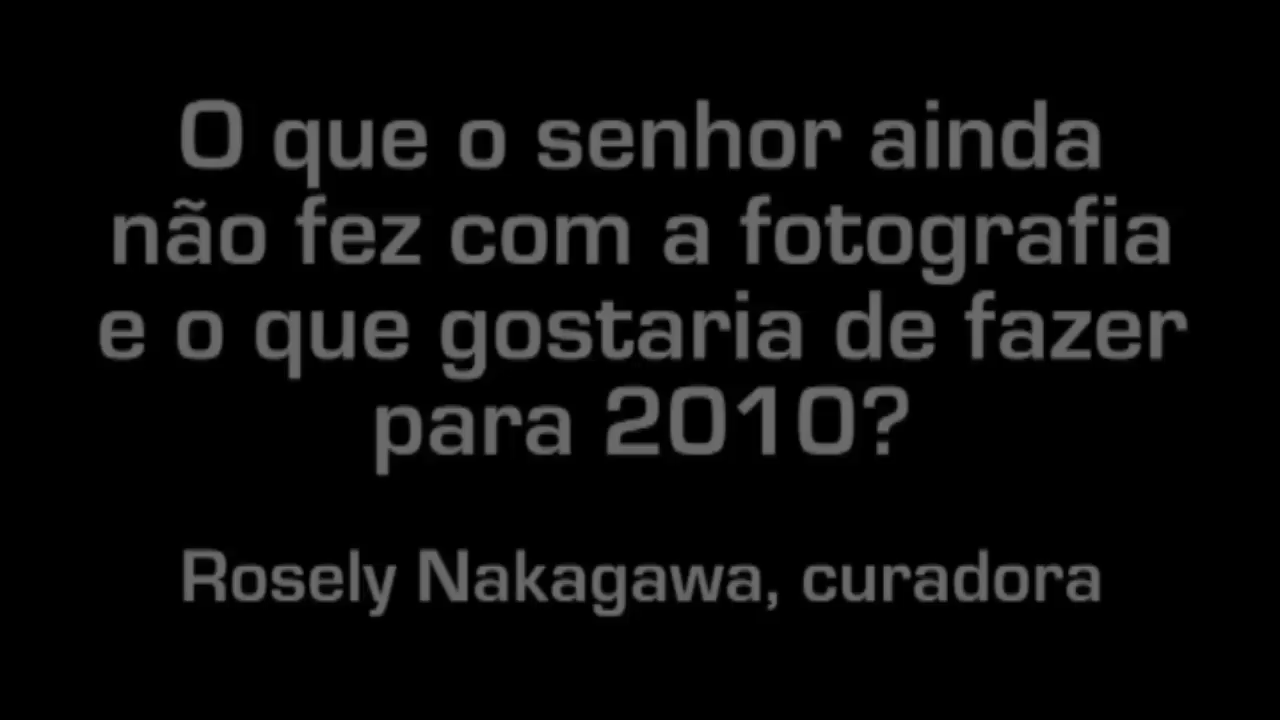 O que o senhor ainda
não fez com a fotografia
e o que gostaria de fazer
para 2010?
Rosely Nakagawa, curadora